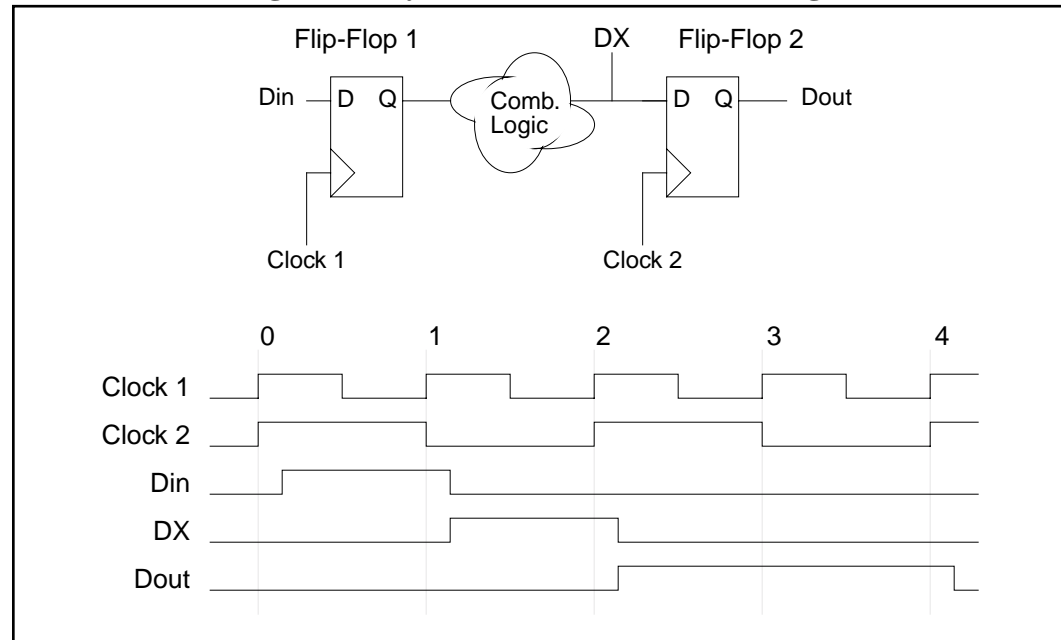 Flip-Flop 1 DX Flip-Flop 2
Din D Q Comb. Logic D Q Dout
Clock 1 Clock 2
0 1 2 3 4
Clock 1
Clock 2
Din
DX
Dout